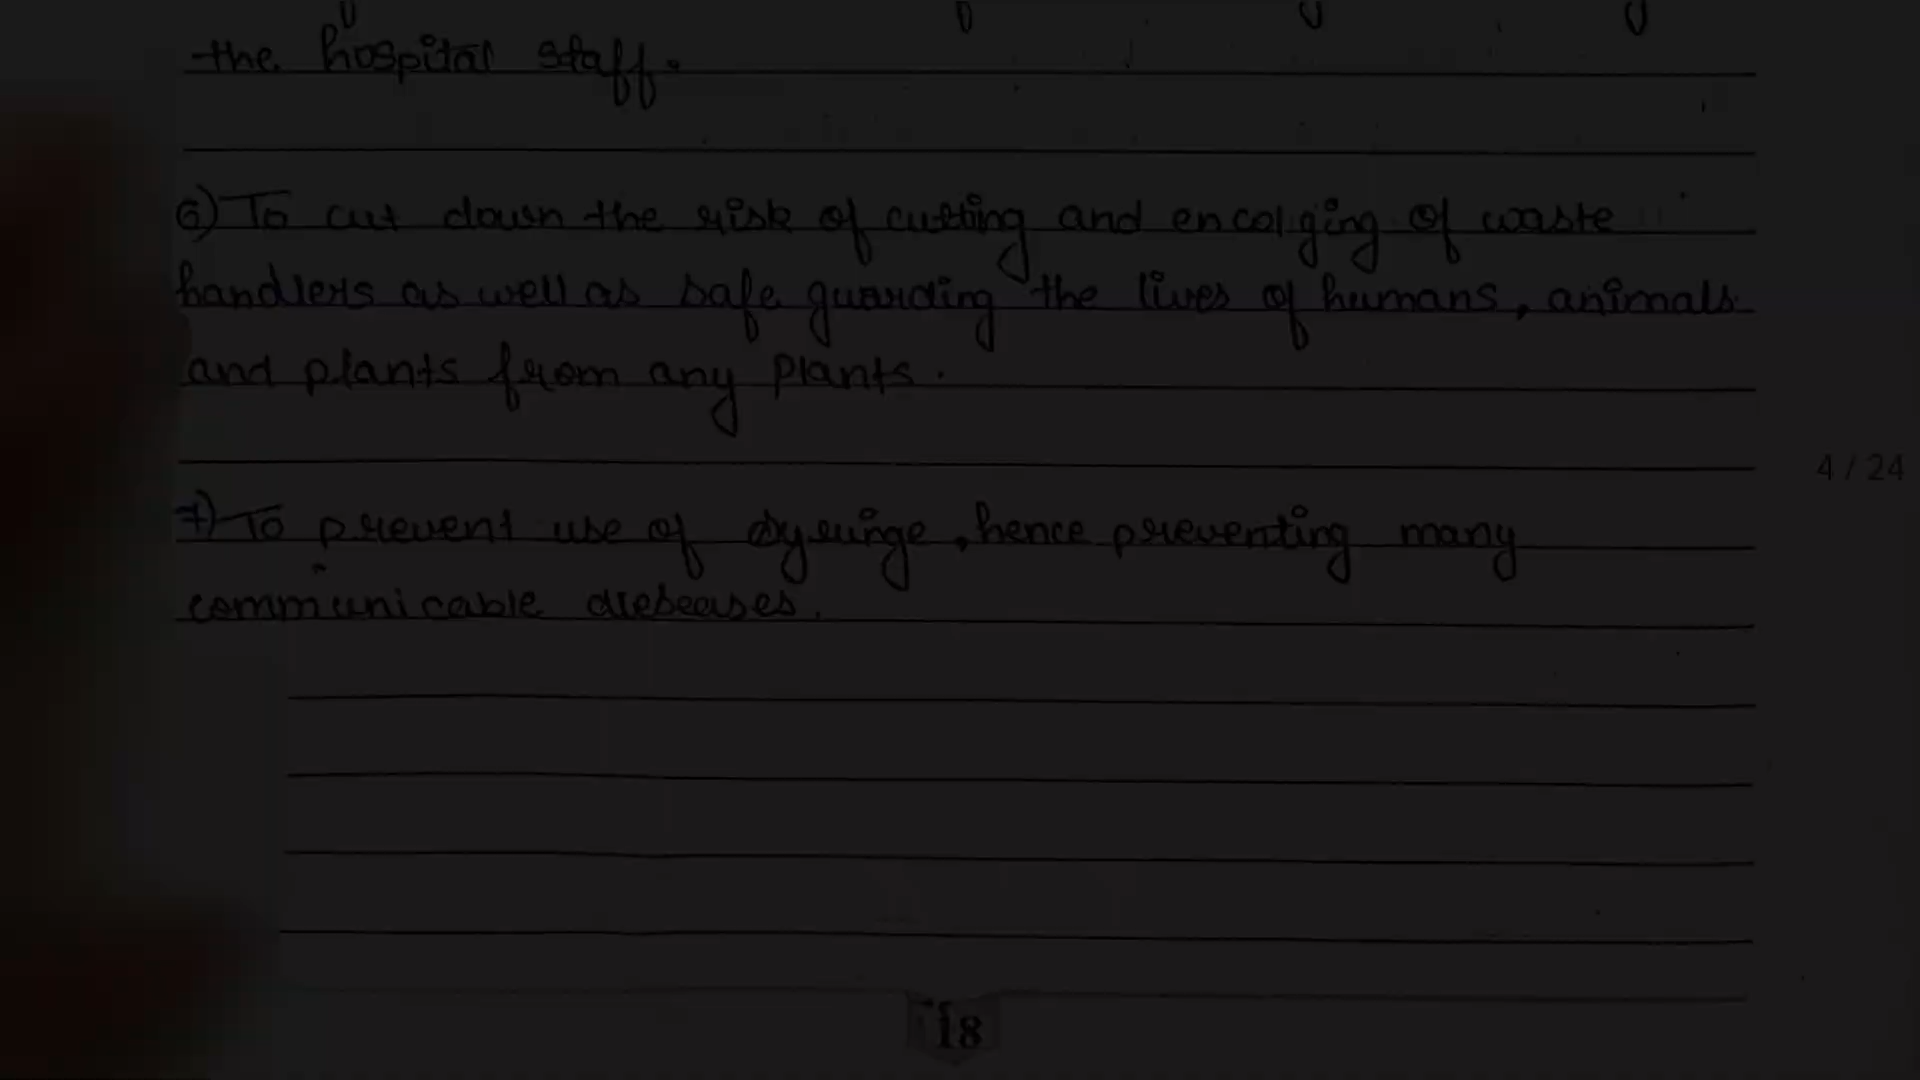 the hospital staff.
6) To cut down the risk of cutting and encolging of waste
handlers as well as safe guarding the lives of humans, animals
and plants from any plants.
4 / 24
7) To prevent use of dyringe, hence preventing many
communicable dieseases.
18